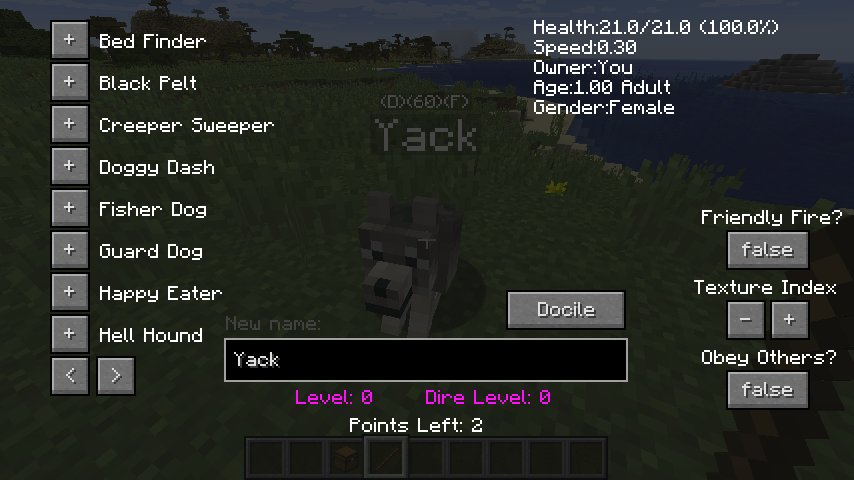 + Bed Finder
+ Black Pelt
+ Creeper Sweeper
+ Doggy Dash
+ Fisher Dog
+ Guard Dog
+ Happy Eater
+ Hell Hound
< >
(D)(60)(F)
Yack
New name:
Yack
Docile
Level: 0 Dire Level: 0
Points Left: 2
Health:21.0/21.0 (100.0%)
Speed:0.30
Owner:You
Age:1.00 Adult
Gender:Female
Friendly Fire?
false
Texture Index
- +
Obey Others?
false